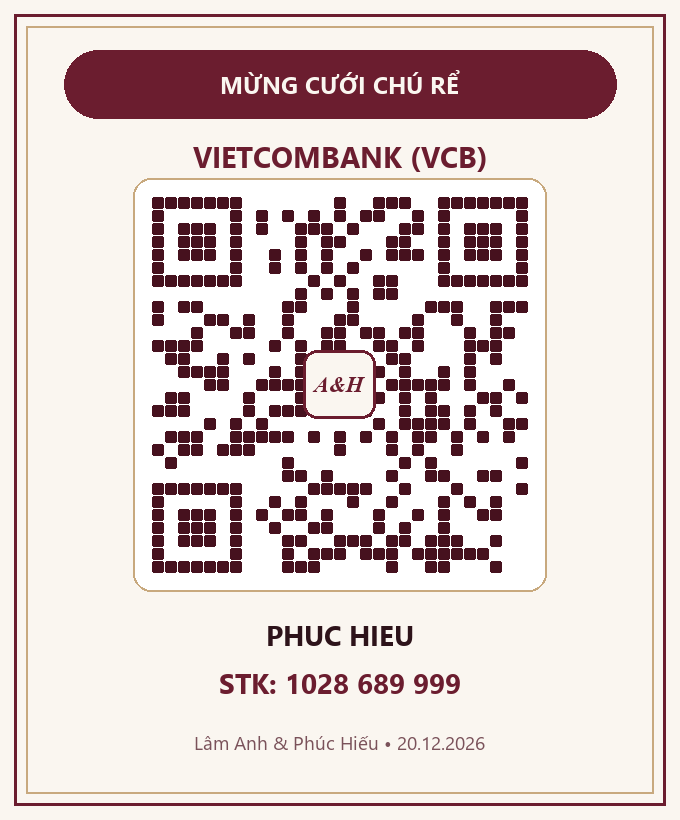 MỪNG CƯỚI CHÚ RỂ
VIETCOMBANK (VCB)
A&H
PHUC HIEU
STK: 1028 689 999
Lâm Anh & Phúc Hiếu • 20.12.2026